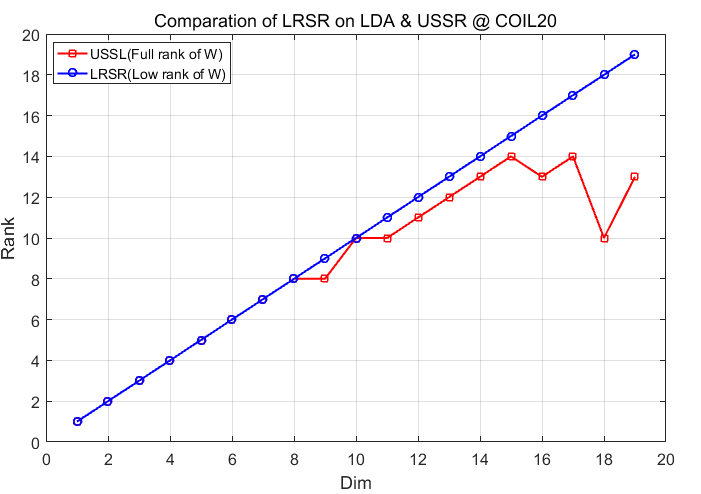 Comparation of LRSR on LDA & USSR @ COIL20
USSL(Full rank of W)
LRSR(Low rank of W)
Rank
20
18
16
14
12
10
8
6
4
2
0
0 2 4 6 8 10 12 14 16 18 20
Dim